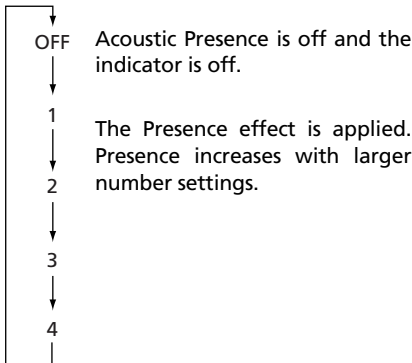 OFF Acoustic Presence is off and the
indicator is off.
1
The Presence effect is applied.
Presence increases with larger
2 number settings.
3
4